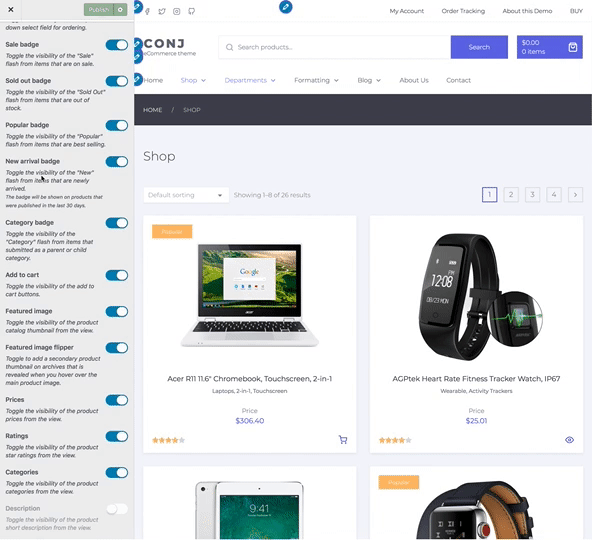 Publish
down select field for ordering.
Sale badge
Toggle the visibility of the "Sale"
flash from items that are on sale.
Sold out badge
Toggle the visibility of the "Sold Out"
flash from items that are out of
stock.
Popular badge
Toggle the visibility of the "Popular"
flash from items that are best selling.
New arrival badge
Toggle the visibility of the "New"
flash from items that are newly
arrived.
The badge will be shown on products that
were published in the last 30 days.
Category badge
Toggle the visibility of the
"Category" flash from items that
submitted as a parent or child
category.
Add to cart
Toggle the visibility of the add to
cart buttons.
Featured image
Toggle the visibility of the product
catalog thumbnail from the view.
Featured image flipper
Toggle to add a secondary product
thumbnail on archives that is
revealed when you hover over the
main product image.
Prices
Toggle the visibility of the product
prices from the view.
Ratings
Toggle the visibility of the product
star ratings from the view.
Categories
Toggle the visibility of the product
categories from the view.
Description
Toggle the visibility of the product
short description from the view.
My Account Order Tracking About this Demo BUY
CONJ
eCommerce theme
Search products...
Search
$0.00
0 items
Home Shop Departments Formatting Blog About Us Contact
HOME / SHOP
Shop
Default sorting
Showing 1–8 of 26 results
1 2 3 4 >
Popular
Google
acer
12:08
08/23 MON
Acer R11 11.6" Chromebook, Touchscreen, 2-in-1
Laptops, 2-in-1, Touchscreen
Price
$306.40
AGPtek Heart Rate Fitness Tracker Watch, IP67
Wearable, Activity Trackers
Price
$25.01
9:41
Popular